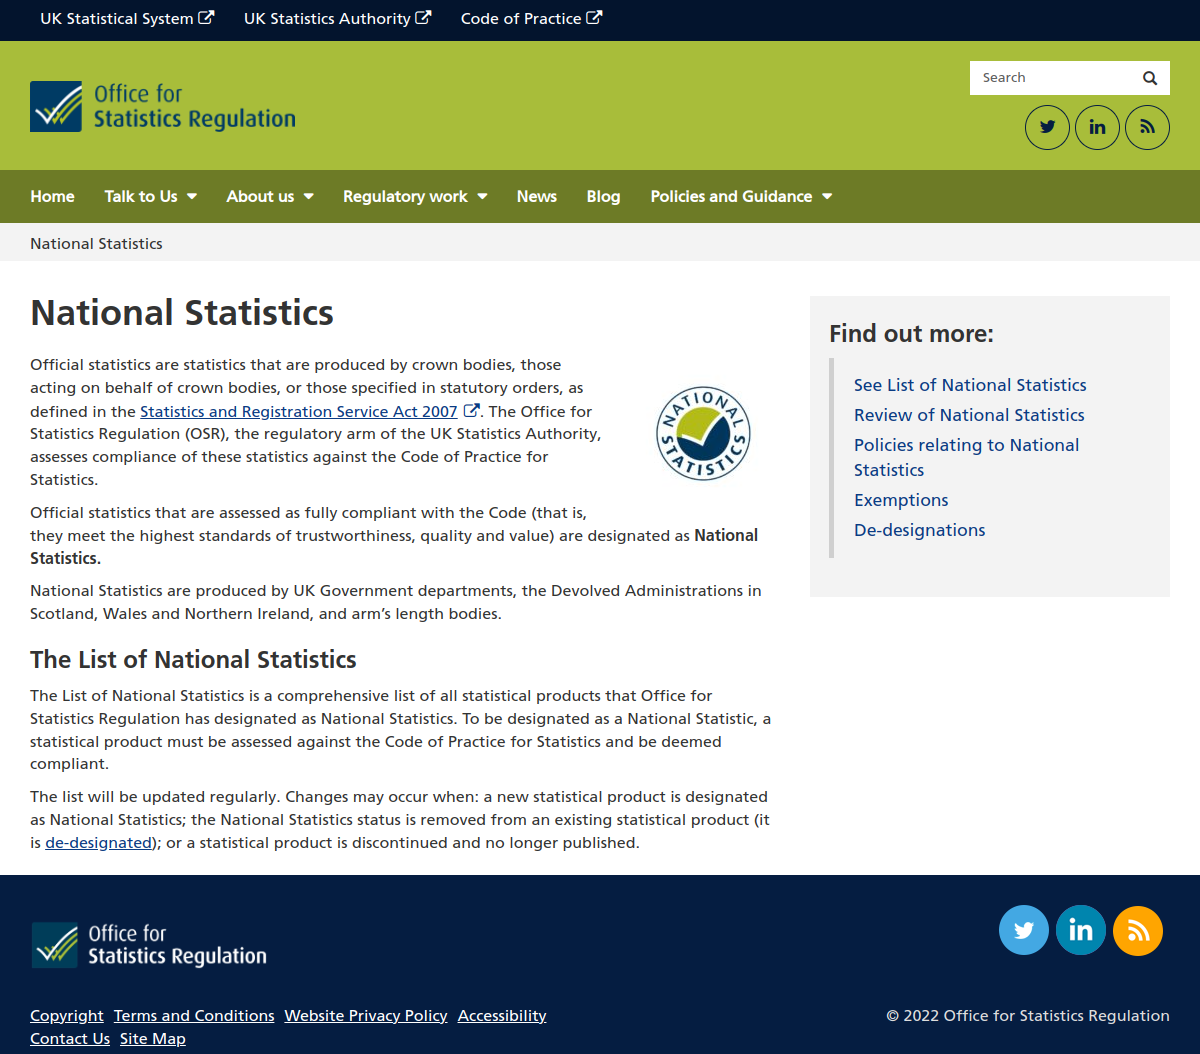 UK Statistical System UK Statistics Authority Code of Practice
Office for
Statistics Regulation
Search
Home Talk to Us About us Regulatory work News Blog Policies and Guidance
National Statistics
National Statistics
Official statistics are statistics that are produced by crown bodies, those
acting on behalf of crown bodies, or those specified in statutory orders, as
defined in the Statistics and Registration Service Act 2007 . The Office for
Statistics Regulation (OSR), the regulatory arm of the UK Statistics Authority,
assesses compliance of these statistics against the Code of Practice for
Statistics.
NATIONAL STATISTICS
Official statistics that are assessed as fully compliant with the Code (that is,
they meet the highest standards of trustworthiness, quality and value) are designated as National
Statistics.
National Statistics are produced by UK Government departments, the Devolved Administrations in
Scotland, Wales and Northern Ireland, and arm’s length bodies.
The List of National Statistics
The List of National Statistics is a comprehensive list of all statistical products that Office for
Statistics Regulation has designated as National Statistics. To be designated as a National Statistic, a
statistical product must be assessed against the Code of Practice for Statistics and be deemed
compliant.
The list will be updated regularly. Changes may occur when: a new statistical product is designated
as National Statistics; the National Statistics status is removed from an existing statistical product (it
is de-designated); or a statistical product is discontinued and no longer published.
Find out more:
See List of National Statistics
Review of National Statistics
Policies relating to National
Statistics
Exemptions
De-designations
Office for
Statistics Regulation
in
in
Copyright Terms and Conditions Website Privacy Policy Accessibility
Contact Us Site Map
© 2022 Office for Statistics Regulation